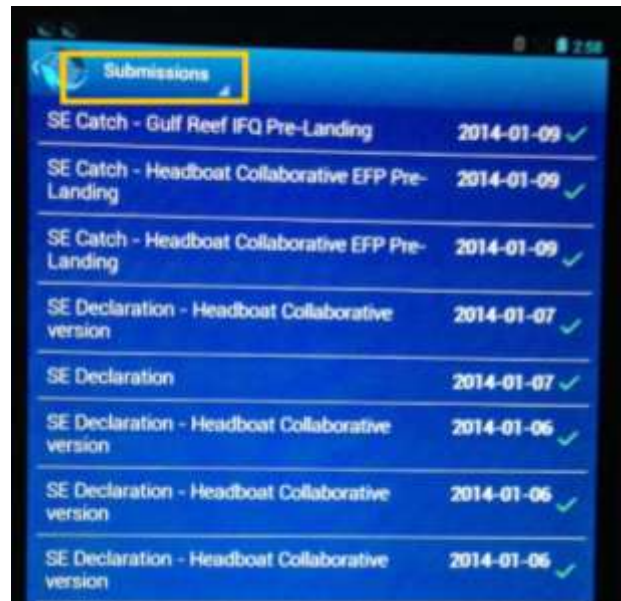 2:58
Submissions
SE Catch - Gulf Reef IFQ Pre-Landing 2014-01-09
SE Catch - Headboat Collaborative EFP Pre- 2014-01-09
Landing
SE Catch - Headboat Collaborative EFP Pre- 2014-01-09
Landing
SE Declaration - Headboat Collaborative 2014-01-07
version
SE Declaration 2014-01-07
SE Declaration - Headboat Collaborative 2014-01-06
version
SE Declaration - Headboat Collaborative 2014-01-06
version
SE Declaration - Headboat Collaborative 2014-01-06
version